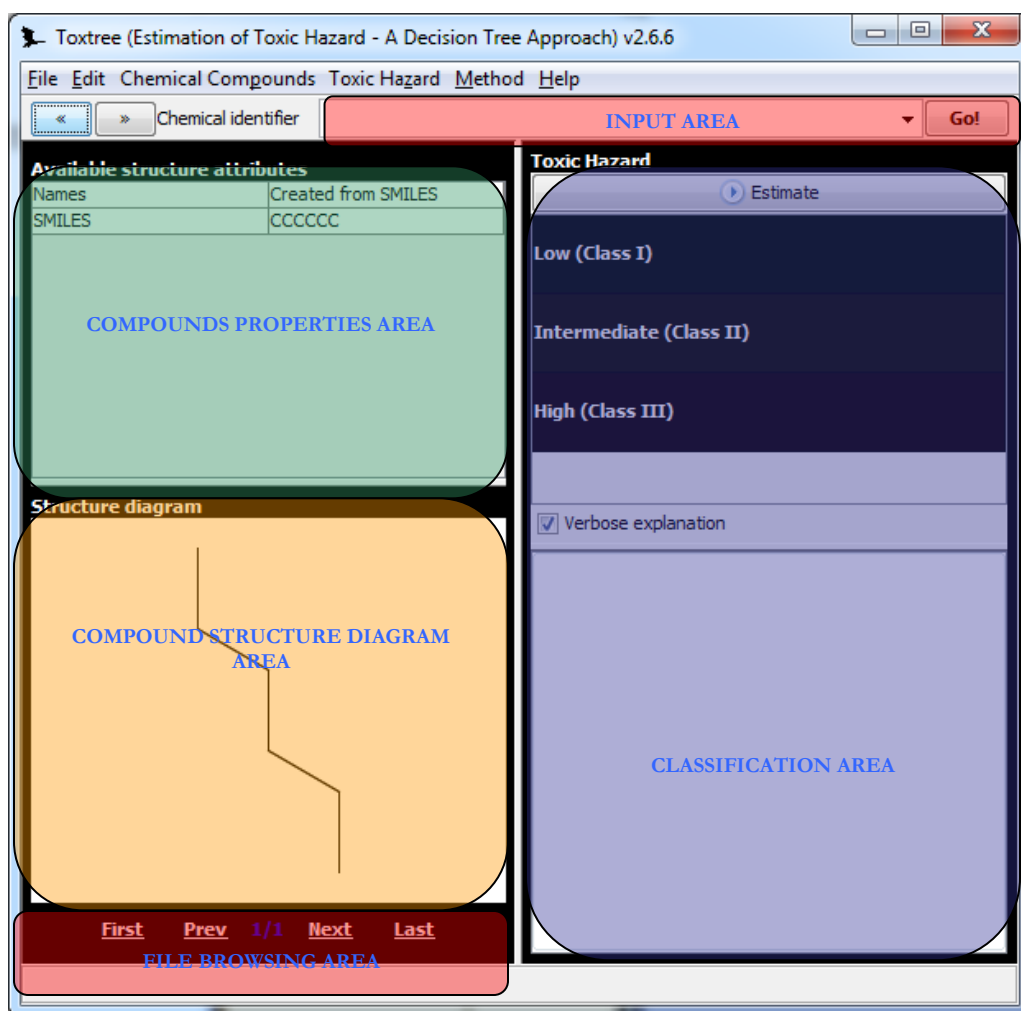 Toxtree (Estimation of Toxic Hazard - A Decision Tree Approach) v2.6.6
File Edit Chemical Compounds Toxic Hazard Method Help
« » Chemical identifier INPUT AREA Go!
Available structure attributes
Names Created from SMILES
SMILES CCCCCC
COMPOUNDS PROPERTIES AREA
Structure diagram
COMPOUND STRUCTURE DIAGRAM
AREA
First Prev 1/1 Next Last
FILE BROWSING AREA
Toxic Hazard
Estimate
Low (Class I)
Intermediate (Class II)
High (Class III)
Verbose explanation
CLASSIFICATION AREA